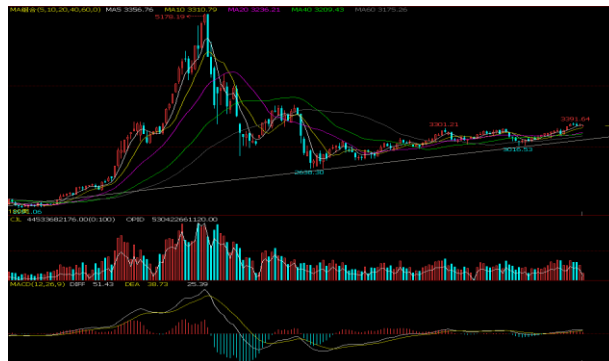 MA组合(5,10,20,40,60,0) MA5 3356.76 MA10 3310.79 MA20 3236.21 MA40 3209.43 MA60 3175.26
5178.19
3391.64
3301.21
3016.53
2638.30
CJL 44533682176.00(0:100) OPID 530422661120.00
MACD(12,26,9) DIFF 51.43 DEA 38.73 25.39